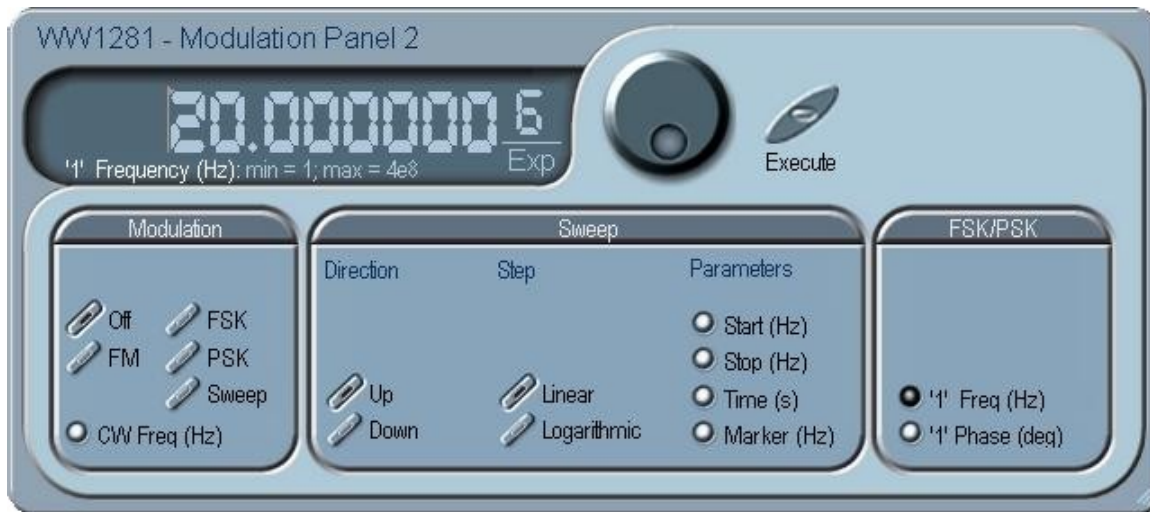 WW1281 - Modulation Panel 2
20.000000 6
Exp
'1' Frequency (Hz): min = 1; max = 4e8
Execute
Modulation
Off
FSK
FM
PSK
Sweep
CW Freq (Hz)
Sweep
Direction
Step
Parameters
Up
Down
Linear
Logarithmic
Start (Hz)
Stop (Hz)
Time (s)
Marker (Hz)
FSK/PSK
'1' Freq (Hz)
'1' Phase (deg)